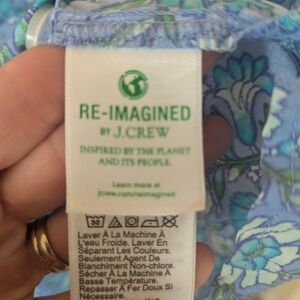 RE-IMAGINED
BY J.CREW
INSPIRED BY THE PLANET
AND ITS PEOPLE
Learn more at
jcrew.com/reimagined
30
Laver À La Machine À
L'eau Froide. Laver En
Séparant Les Couleurs.
Seulement Agent De
Blanchiment Non-chlore.
Sécher À La Machine À
Basse Température.
Repasser À Fer Doux Si
Nécessaire.